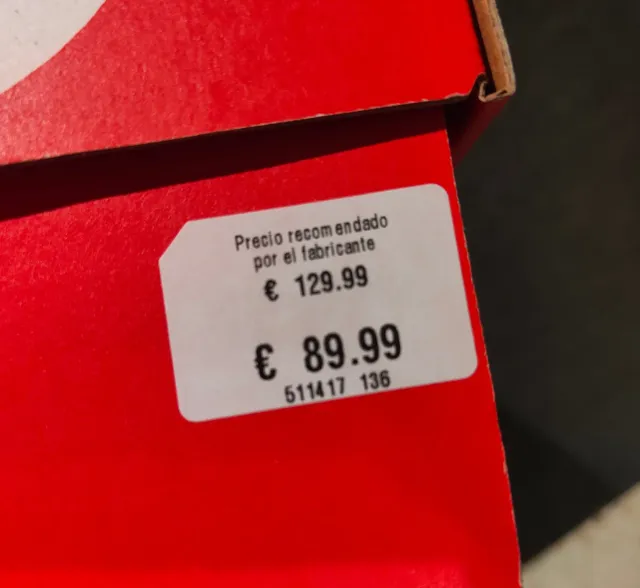 Precio recomendado
por el fabricante
€ 129.99
€ 89.99
511417 136